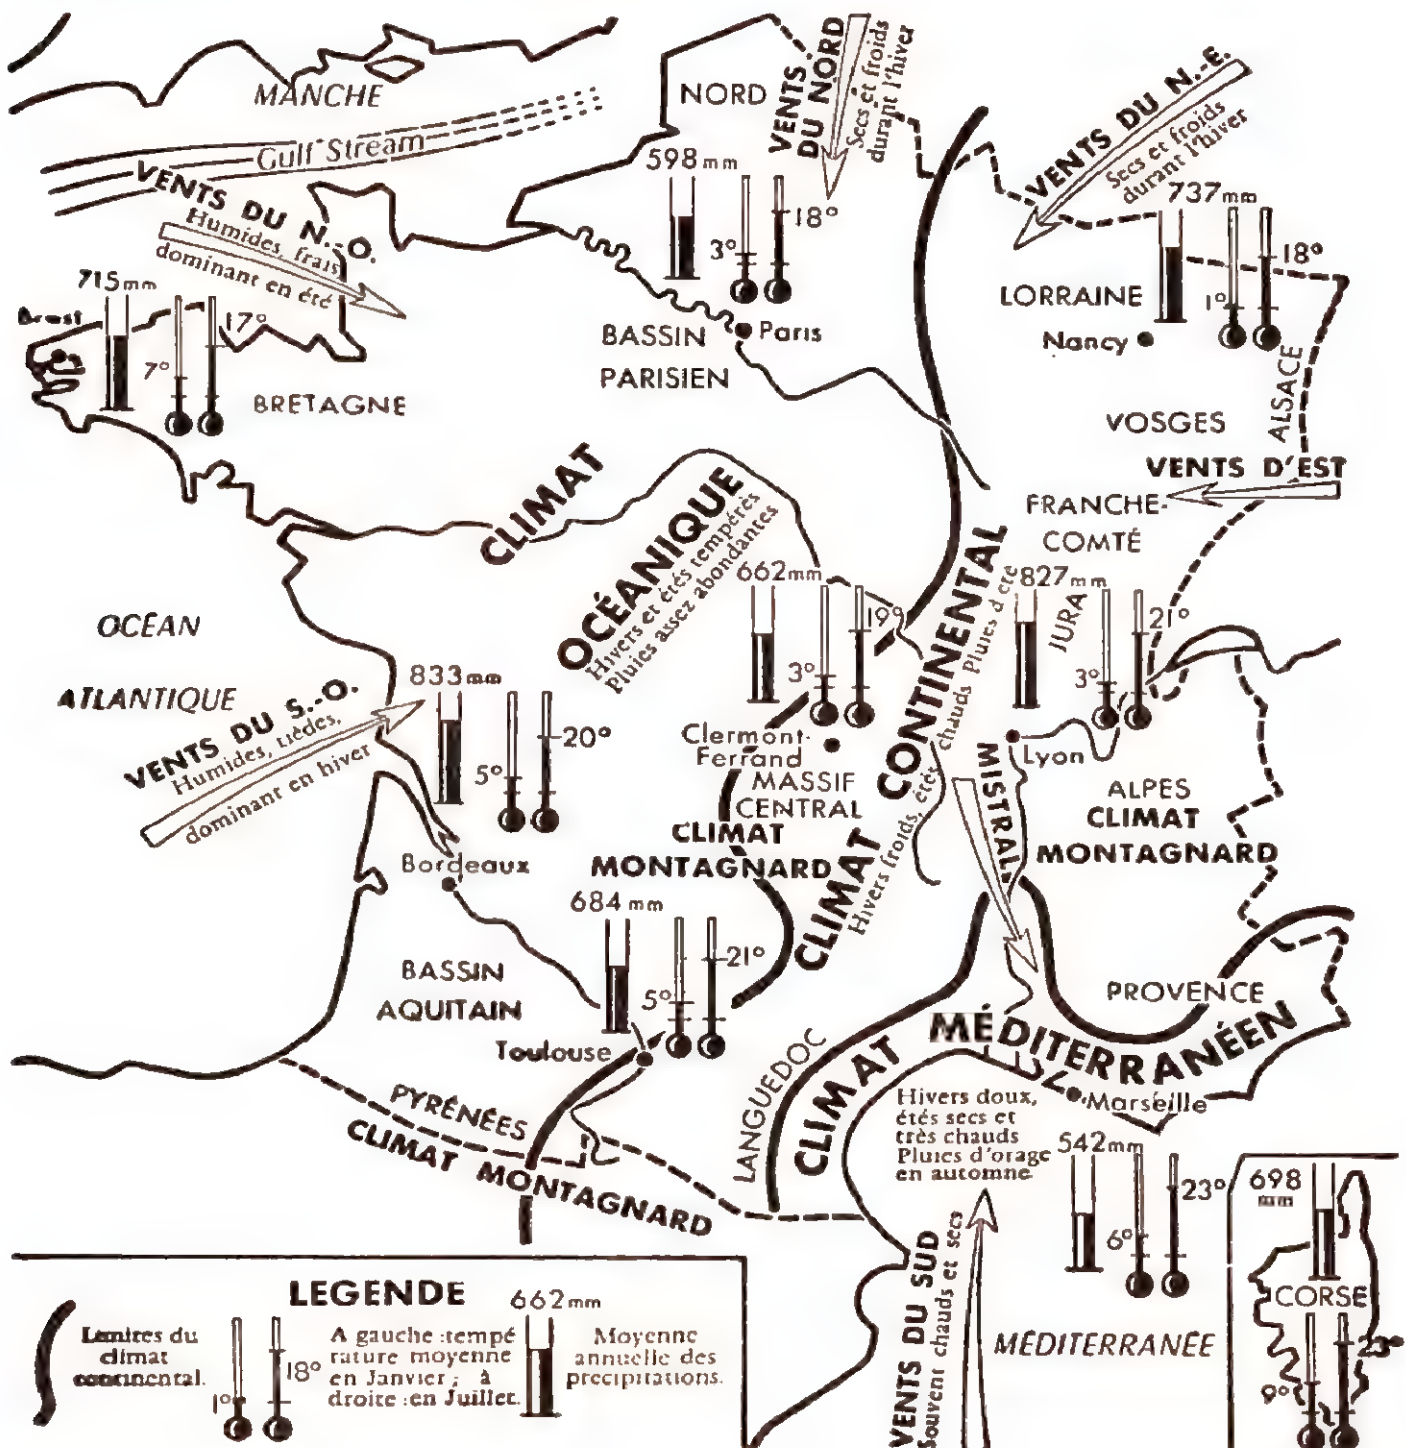 MANCHE
Gulf Stream
NORD
VENTS
DU NORD
Secs et froids
durant l'hiver
VENTS DU N.-E.
Secs et froids
durant l'hiver
VENTS DU N.-O.
Humides, frais
dominant en été
598mm
3°
18°
737mm
1°
18°
715mm
7°
17°
Brest
BRETAGNE
BASSIN
PARISIEN
Paris
LORRAINE
Nancy
ALSACE
VOSGES
VENTS D'EST
FRANCHE-
COMTÉ
JURA
CLIMAT
OCÉANIQUE
Hivers et étés tempérés
Pluies assez abondantes
OCÉAN
ATLANTIQUE
VENTS DU S.-O.
Humides, tièdes,
dominant en hiver
833mm
5°
20°
662mm
3°
19°
827mm
3°
21°
Clermont-
Ferrand
MASSIF
CENTRAL
CLIMAT
MONTAGNARD
CLIMAT CONTINENTAL
Hivers froids, étés chauds Pluies d'été
Lyon
MISTRAL
ALPES
CLIMAT
MONTAGNARD
Bordeaux
684mm
5°
21°
BASSIN
AQUITAIN
Toulouse
PYRÉNÉES
CLIMAT MONTAGNARD
LANGUEDOC
PROVENCE
CLIMAT MÉDITERRANÉEN
Hivers doux,
étés secs et
très chauds
Pluies d'orage
en automne.
Marseille
542mm
6°
23°
VENTS DU SUD
Souvent chauds et secs
MÉDITERRANÉE
698
mm
CORSE
9°
23°
LEGENDE
Limites du
climat
continental.
1°
18°
A gauche :tempé
rature moyenne
en Janvier ; à
droite :en Juillet.
662mm
Moyenne
annuelle des
precipitations.